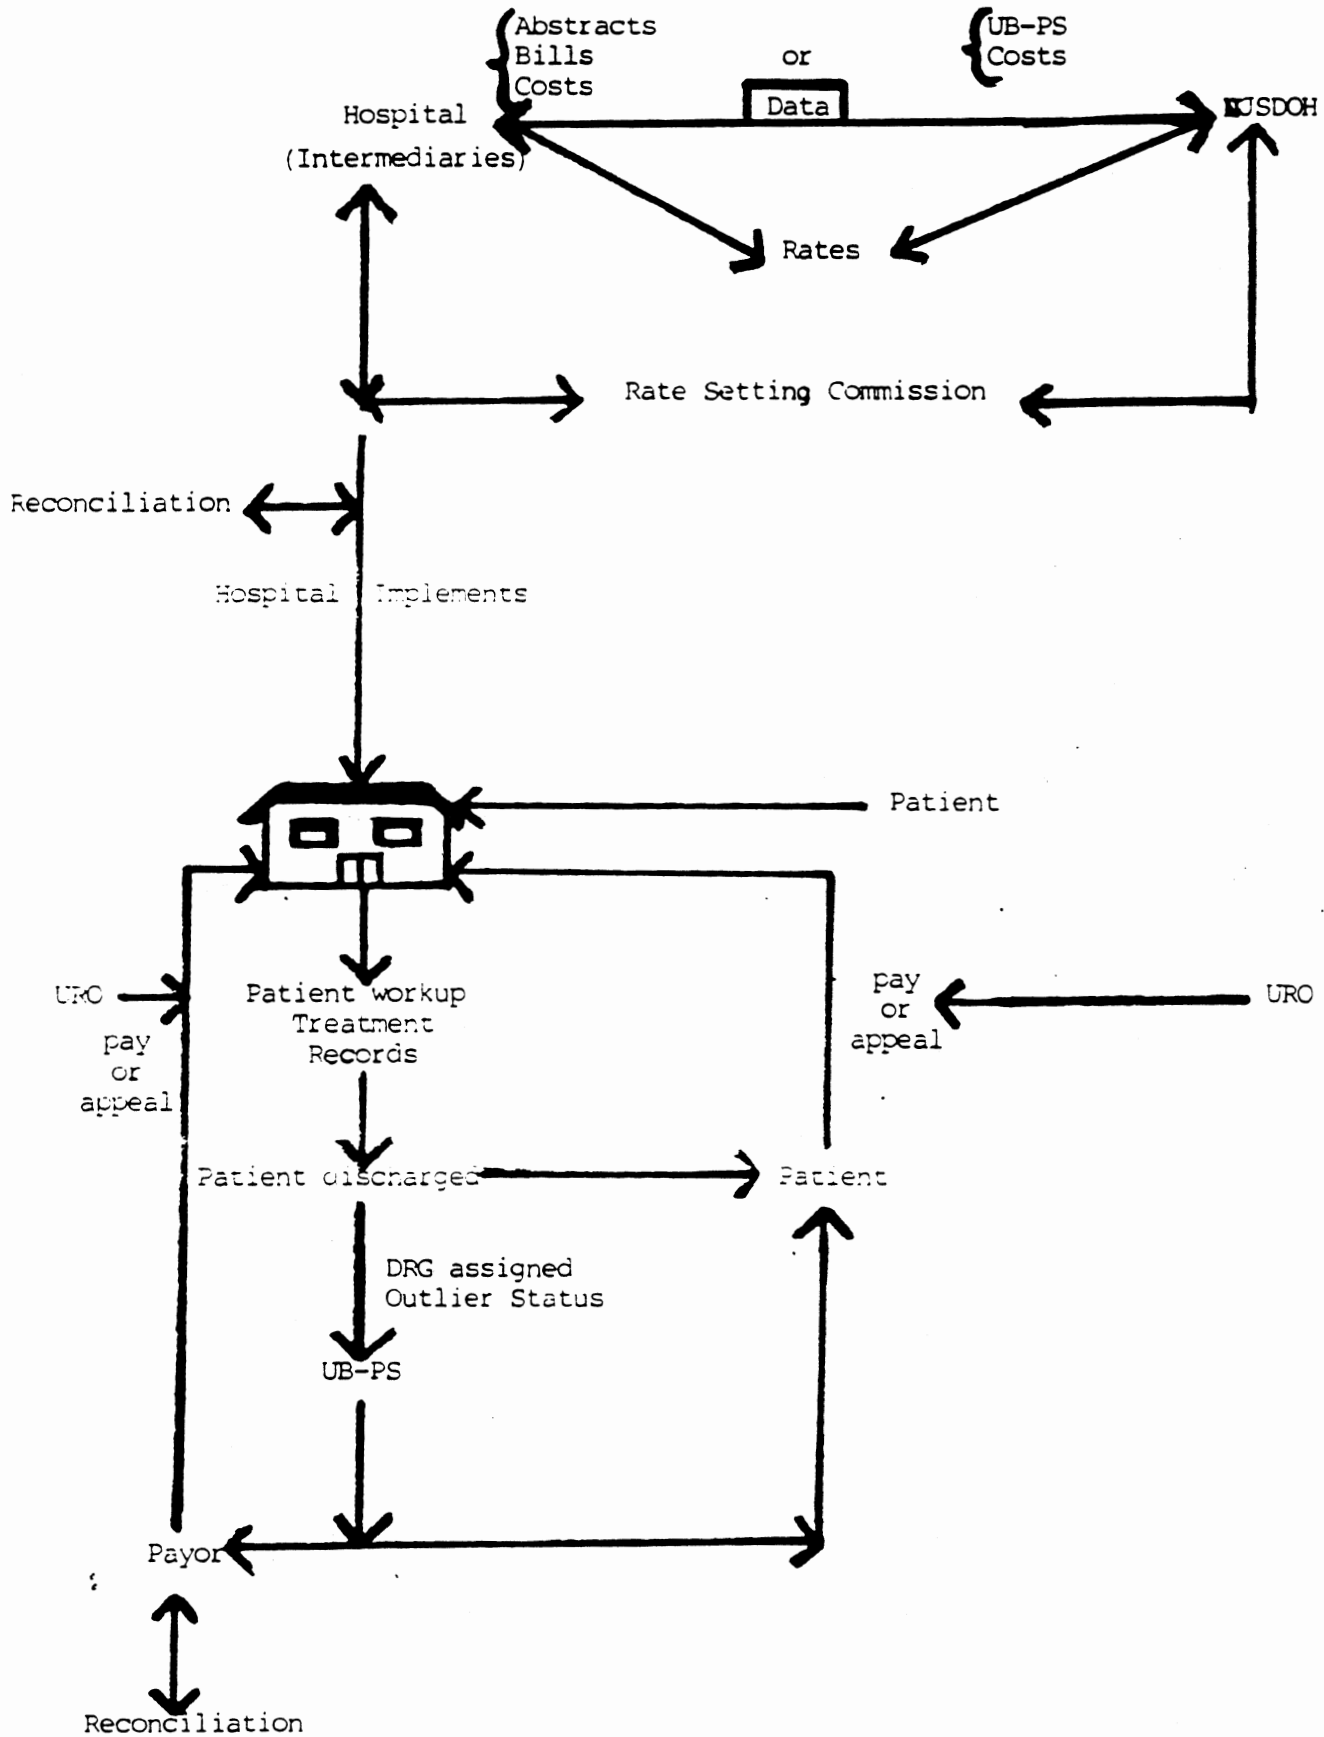 Abstracts
Bills
Costs
or
UB-PS
Costs
Data
Hospital
(Intermediaries)
NJSDOH
Rates
Rate Setting Commission
Reconciliation
Hospital Implements
Patient
URO
pay
or
appeal
Patient workup
Treatment
Records
pay
or
appeal
URO
Patient discharged
Patient
DRG assigned
Outlier Status
UB-PS
Payor
Reconciliation